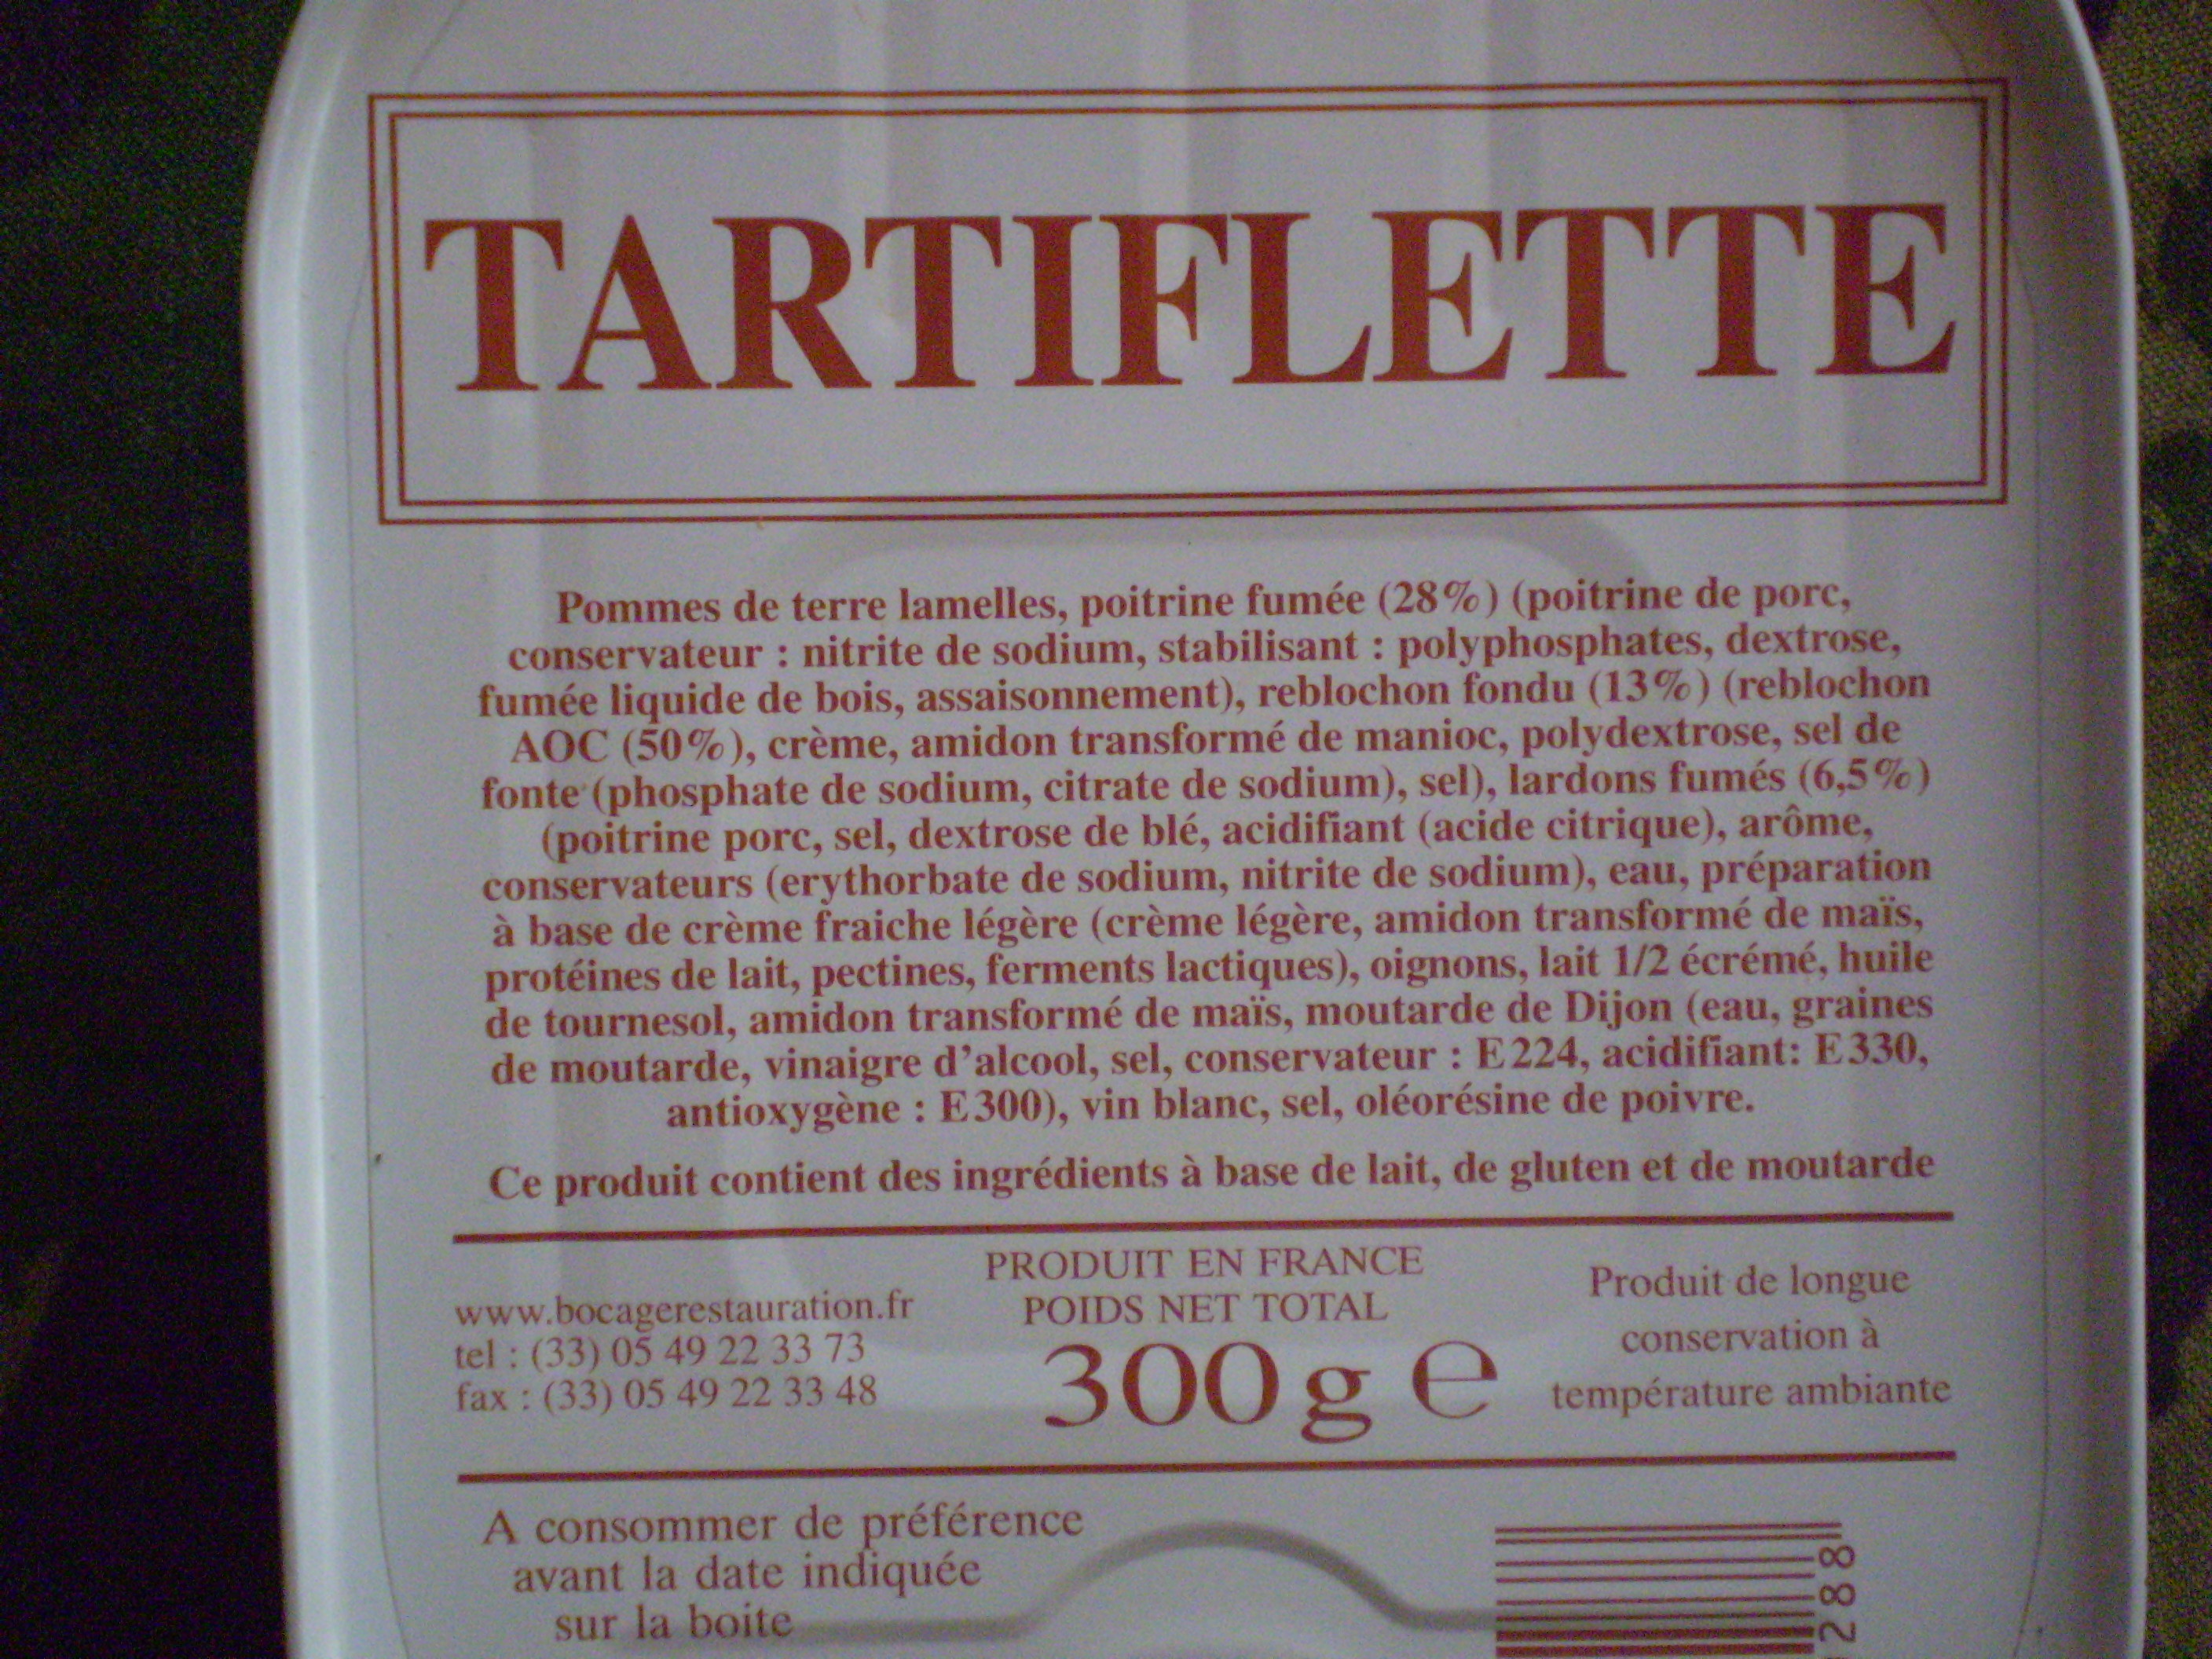 TARTIFLETTE
Pommes de terre lamelles, poitrine fumée (28%) (poitrine de porc,
conservateur : nitrite de sodium, stabilisant : polyphosphates, dextrose,
fumée liquide de bois, assaisonnement), reblochon fondu (13%) (reblochon
AOC (50%), crème, amidon transformé de manioc, polydextrose, sel de
fonte (phosphate de sodium, citrate de sodium), sel), lardons fumés (6,5%)
(poitrine porc, sel, dextrose de blé, acidifiant (acide citrique), arôme,
conservateurs (erythorbate de sodium, nitrite de sodium), eau, préparation
à base de crème fraiche légère (crème légère, amidon transformé de maïs,
protéines de lait, pectines, ferments lactiques), oignons, lait 1/2 écrémé, huile
de tournesol, amidon transformé de maïs, moutarde de Dijon (eau, graines
de moutarde, vinaigre d'alcool, sel, conservateur : E224, acidifiant: E330,
antioxygène : E300), vin blanc, sel, oléorésine de poivre.
Ce produit contient des ingrédients à base de lait, de gluten et de moutarde
www.bocagerestauration.fr
tel : (33) 05 49 22 33 73
fax : (33) 05 49 22 33 48
PRODUIT EN FRANCE
POIDS NET TOTAL
300 g e
Produit de longue
conservation à
température ambiante
A consommer de préférence
avant la date indiquée
sur la boite
288